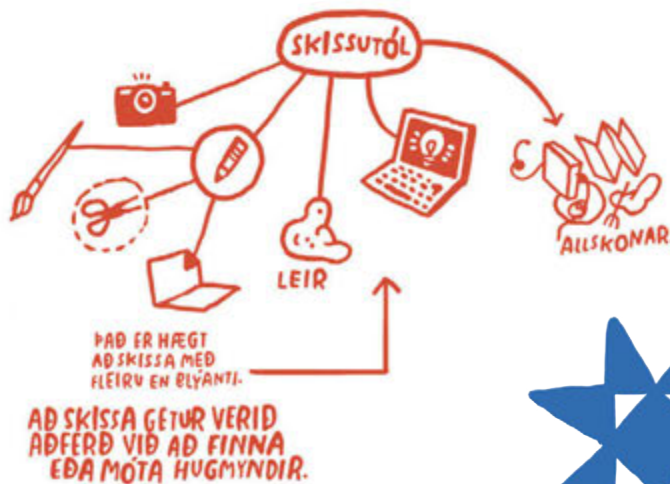 SKISSUTÓL
LEIR
ALLSKONAR
ÞAÐ ER HÆGT
AÐ SKISSA MEÐ
FLEIRU EN BLÝANTI.
AÐ SKISSA GETUR VERIÐ
AÐFERÐ VIÐ AÐ FINNA
EÐA MÓTA HUGMYNDIR.